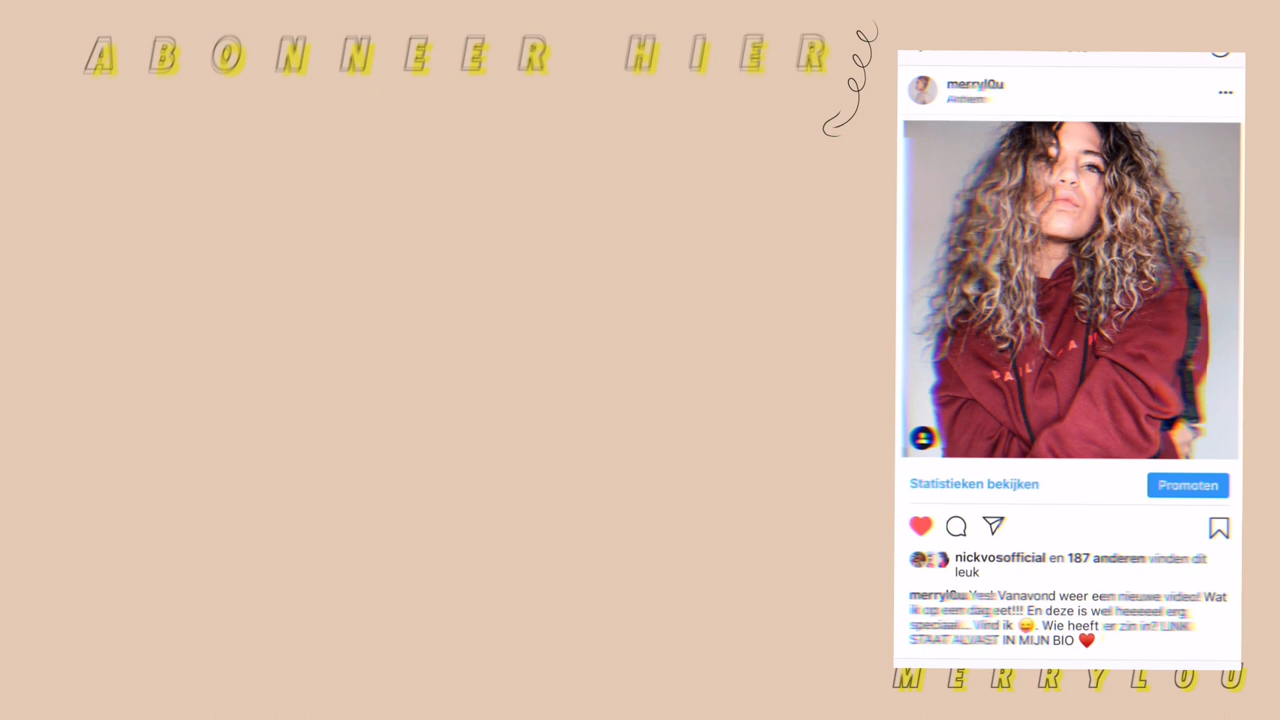 ABONNEER HIER
merryl0u
Arnhem
Statistieken bekijken
Promoten
nickvosofficial en 187 anderen vinden dit
leuk
merryl0u Yes! Vanavond weer een nieuwe video! Wat
ik op een dag eet!!! En deze is wel heeeeel erg
speciaal... Vind ik 😄. Wie heeft er zin in? LINK
STAAT ALVAST IN MIJN BIO ❤️
MERRYLOU